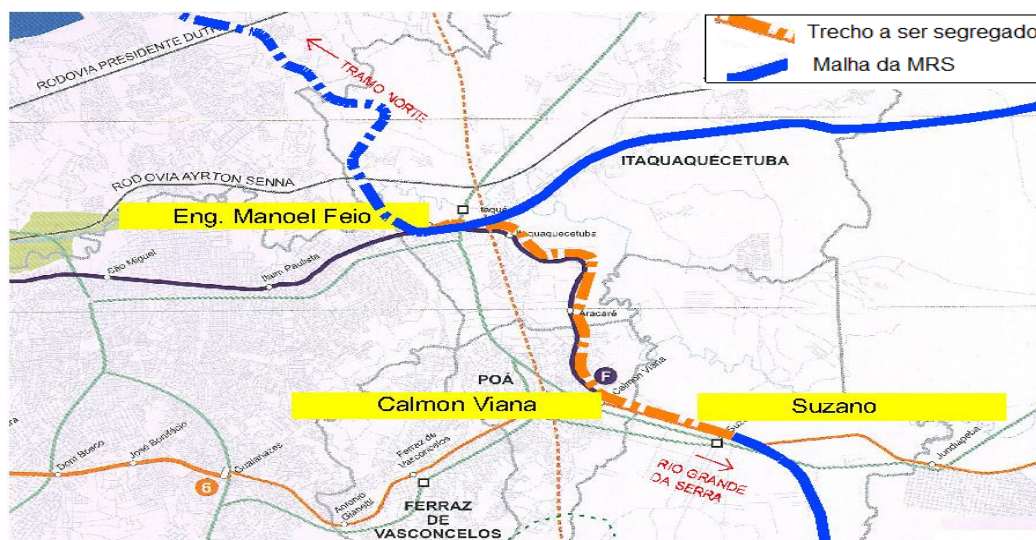 Trecho a ser segregado
Malha da MRS
RODOVIA PRESIDENTE DUT
TRAMO NORTE
ITAQUAQUECETUBA
RODOVIA AYRTON SENNA
Eng. Manoel Feio
Itaquaquecetuba
São Miguel
Itaim Paulista
Aracaré
F
POÁ
Calmon Viana
Calmon Viana
Suzano
Ferraz de
Vasconcelos
Dom Bosco
José Bonifácio
Guaianazes
6
Antonio
Gianetti
FERRAZ
DE
VASCONCELOS
RIO GRANDE
DA SERRA
Jundiapeba